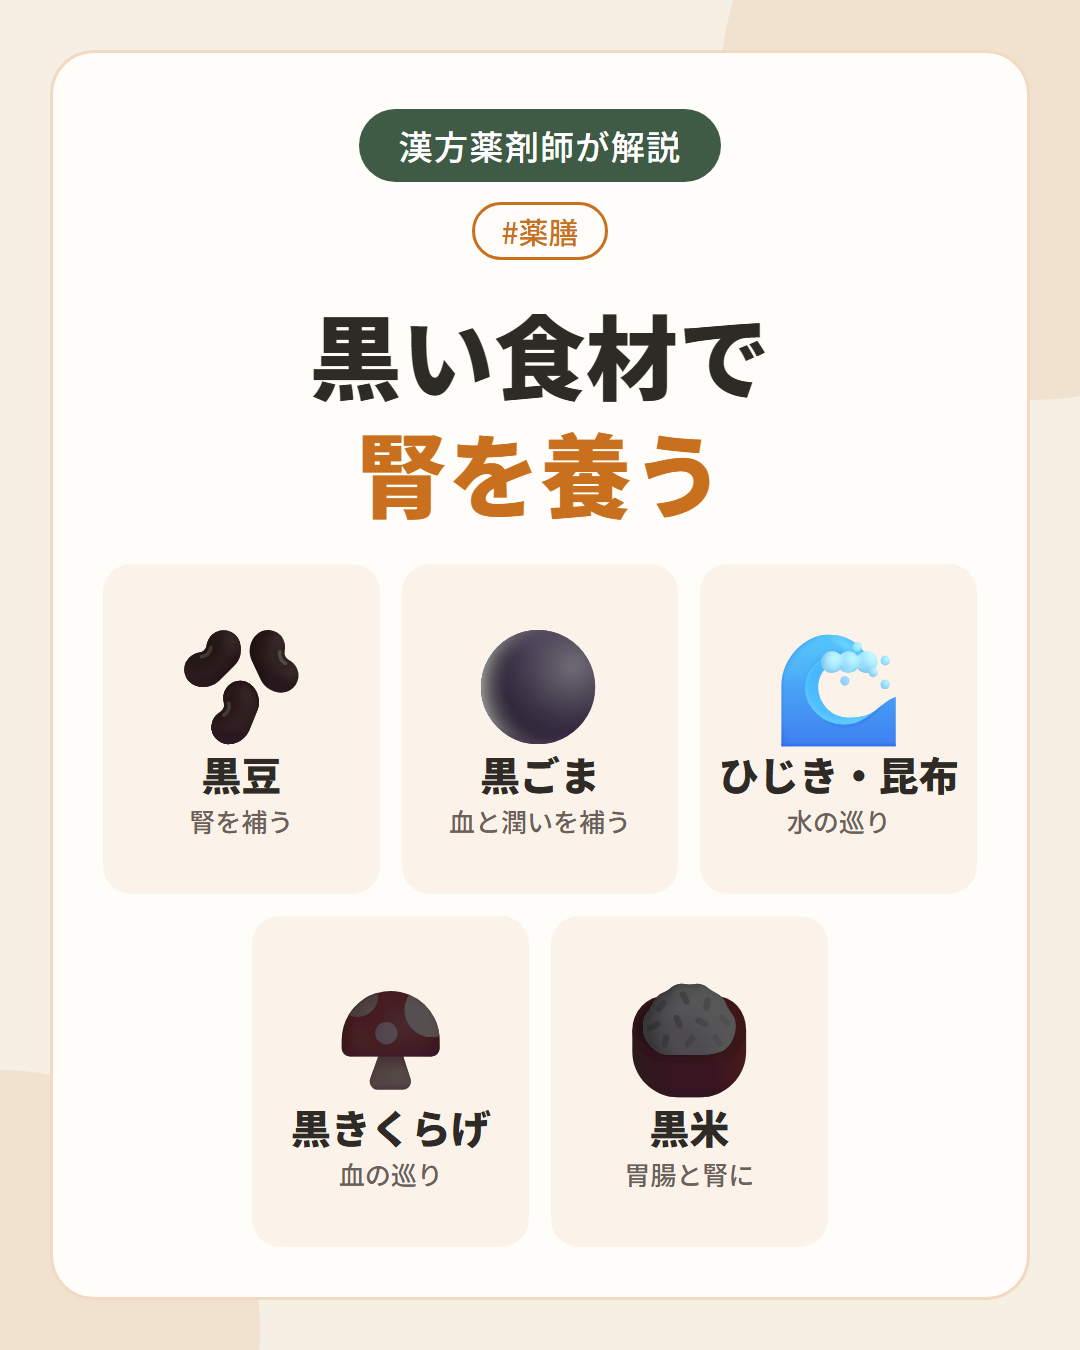 漢方薬剤師が解説
#薬膳
黒い食材で
腎を養う
黒豆
腎を補う
黒ごま
血と潤いを補う
ひじき・昆布
水の巡り
黒きくらげ
血の巡り
黒米
胃腸と腎に